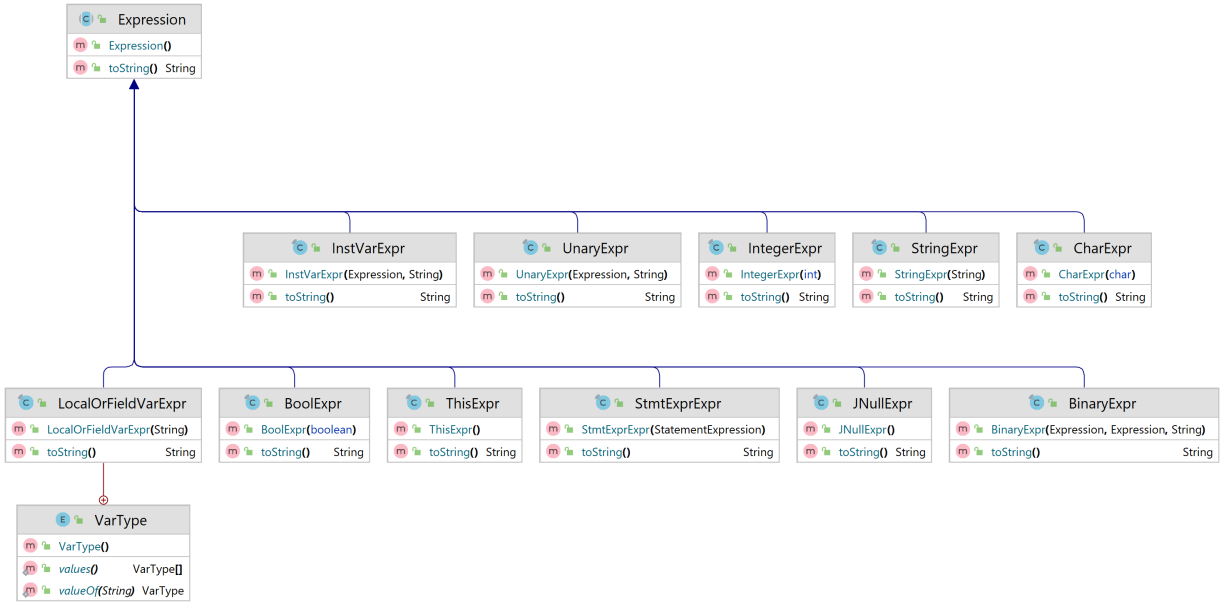 Expression
Expression()
toString() String
InstVarExpr
InstVarExpr(Expression, String)
toString() String
UnaryExpr
UnaryExpr(Expression, String)
toString() String
IntegerExpr
IntegerExpr(int)
toString() String
StringExpr
StringExpr(String)
toString() String
CharExpr
CharExpr(char)
toString() String
LocalOrFieldVarExpr
LocalOrFieldVarExpr(String)
toString() String
BoolExpr
BoolExpr(boolean)
toString() String
ThisExpr
ThisExpr()
toString() String
StmtExprExpr
StmtExprExpr(StatementExpression)
toString() String
JNullExpr
JNullExpr()
toString() String
BinaryExpr
BinaryExpr(Expression, Expression, String)
toString() String
VarType
VarType()
values() VarType[]
valueOf(String) VarType